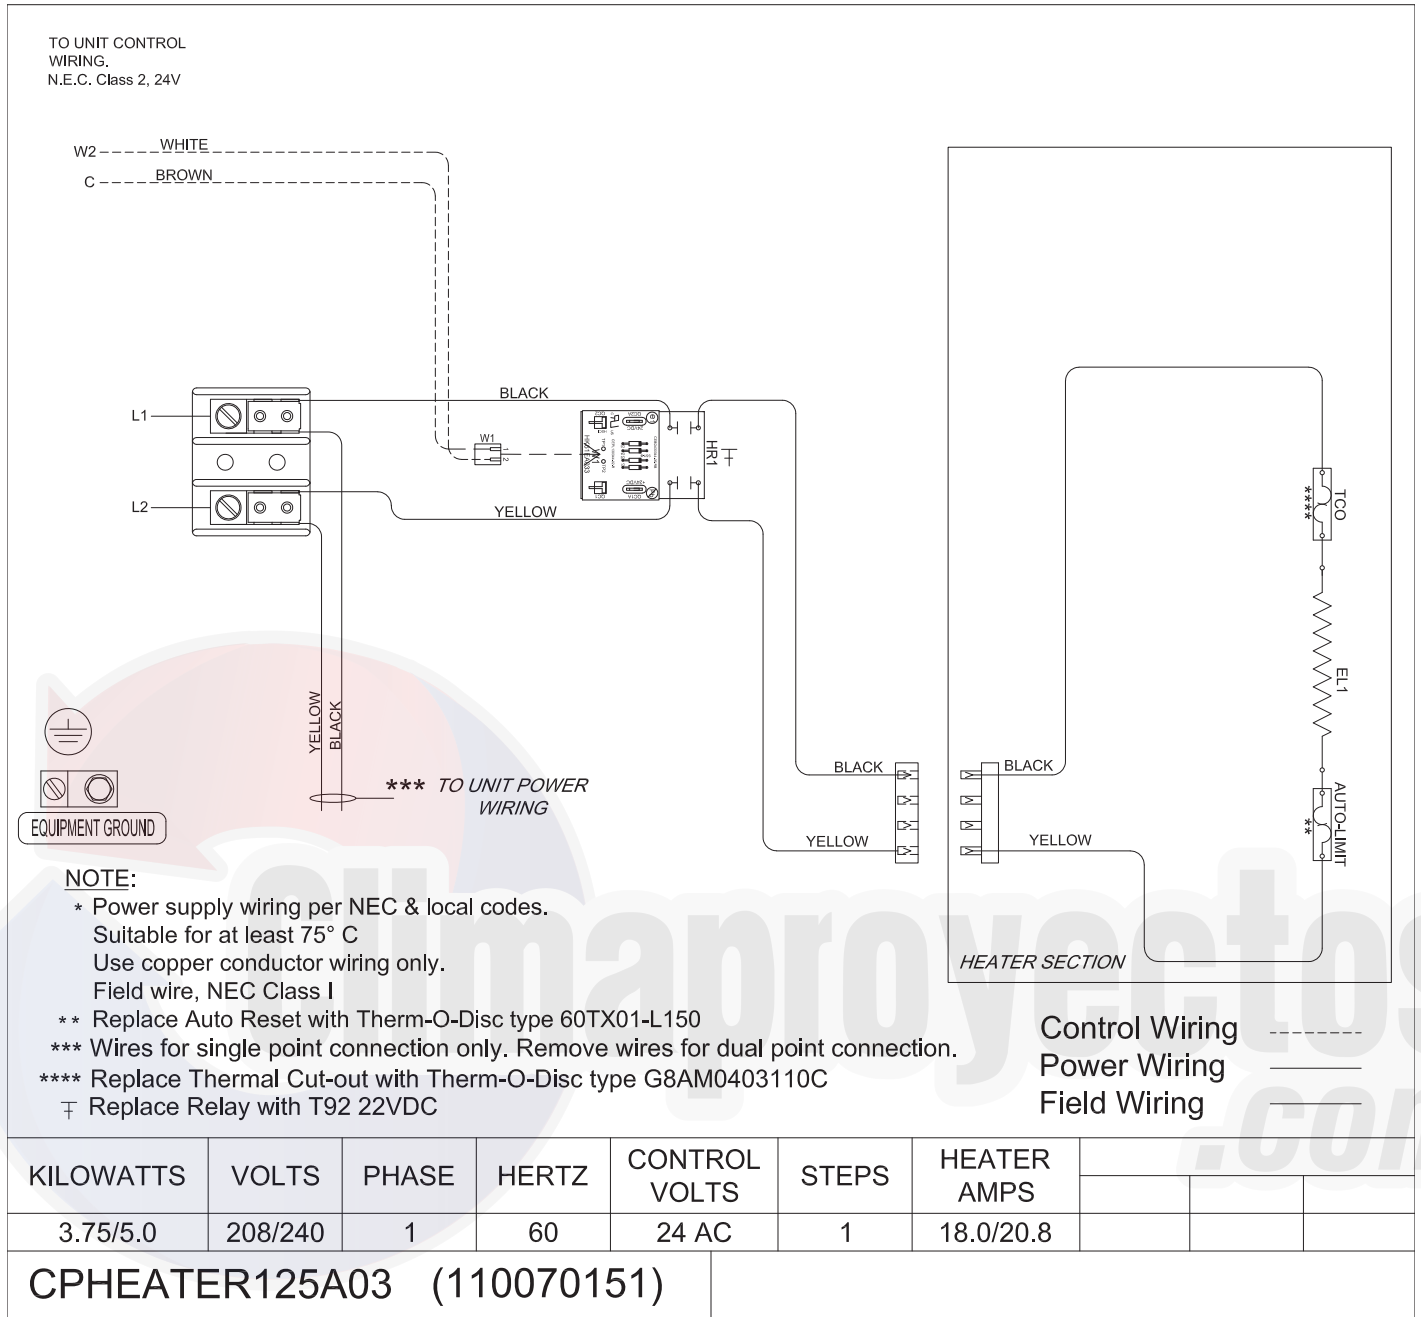 TO UNIT CONTROL
WIRING.
N.E.C. Class 2, 24V
W2
WHITE
C
BROWN
L1
BLACK
W1
1
2
HR1
L2
YELLOW
YELLOW
BLACK
*** TO UNIT POWER
WIRING
EQUIPMENT GROUND
BLACK
YELLOW
BLACK
YELLOW
TCO
****
EL1
AUTO-LIMIT
**
HEATER SECTION
NOTE:
* Power supply wiring per NEC & local codes.
Suitable for at least 75° C
Use copper conductor wiring only.
Field wire, NEC Class I
** Replace Auto Reset with Therm-O-Disc type 60TX01-L150
*** Wires for single point connection only. Remove wires for dual point connection.
**** Replace Thermal Cut-out with Therm-O-Disc type G8AM0403110C
Replace Relay with T92 22VDC
Control Wiring
Power Wiring
Field Wiring
KILOWATTS VOLTS PHASE HERTZ CONTROL VOLTS STEPS HEATER AMPS
3.75/5.0 208/240 1 60 24 AC 1 18.0/20.8
CPHEATER125A03 (110070151)
Climaproyectos
.com